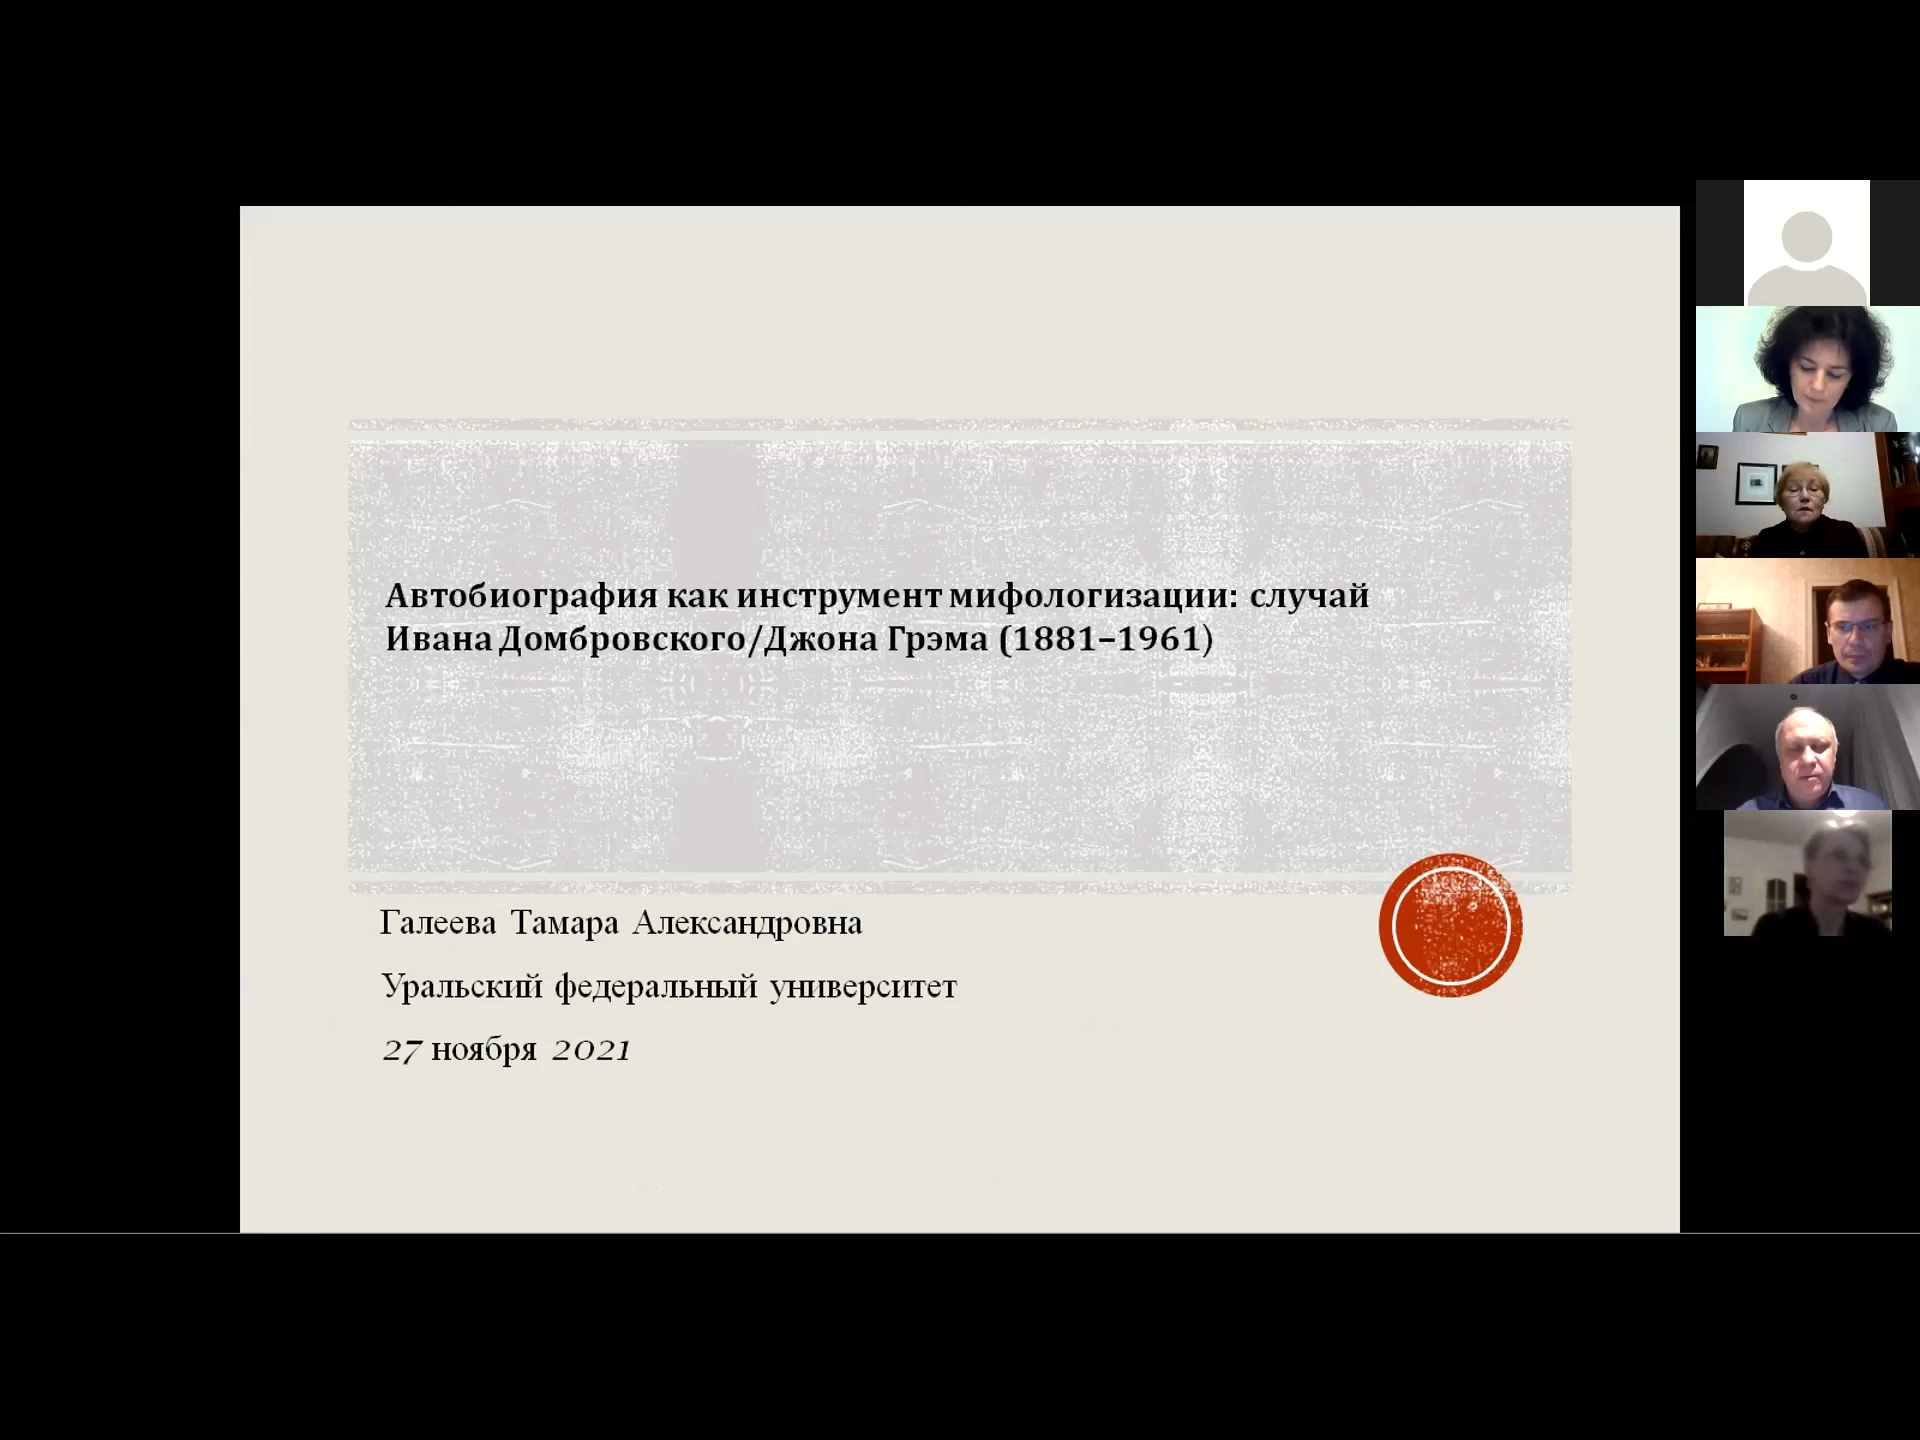 Автобиография как инструмент мифологизации: случай
Ивана Домбровского/Джона Грэма (1881–1961)
Галеева Тамара Александровна
Уральский федеральный университет
27 ноября 2021